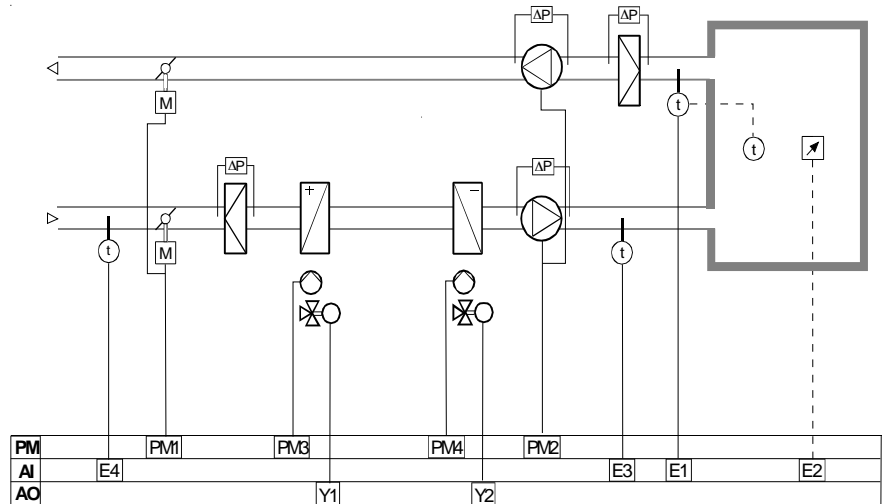 ΔP ΔP
M t
t
ΔP ΔP
+ −
t M t
PM PM1 PM3 PM4 PM2
AI E4 E3 E1 E2
AO Y1 Y2